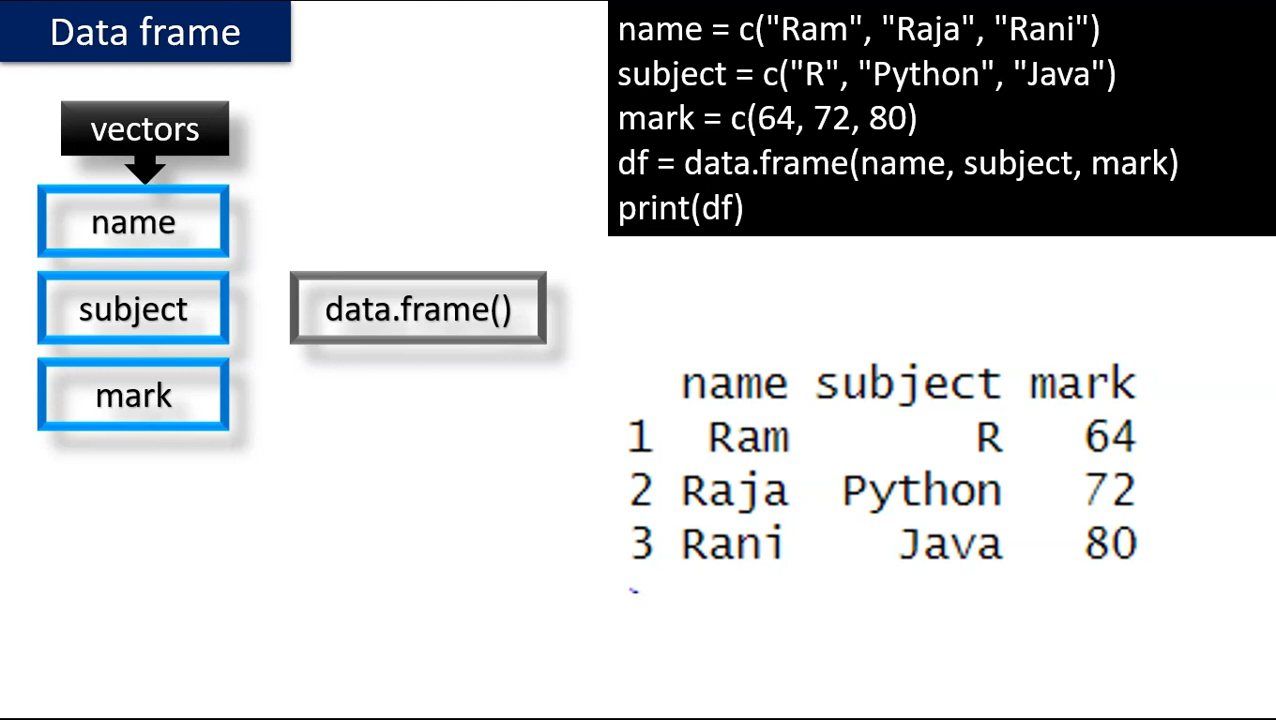 Data frame
vectors
name
subject
mark
data.frame()
name = c("Ram", "Raja", "Rani")
subject = c("R", "Python", "Java")
mark = c(64, 72, 80)
df = data.frame(name, subject, mark)
print(df)
name subject mark
1 Ram R 64
2 Raja Python 72
3 Rani Java 80